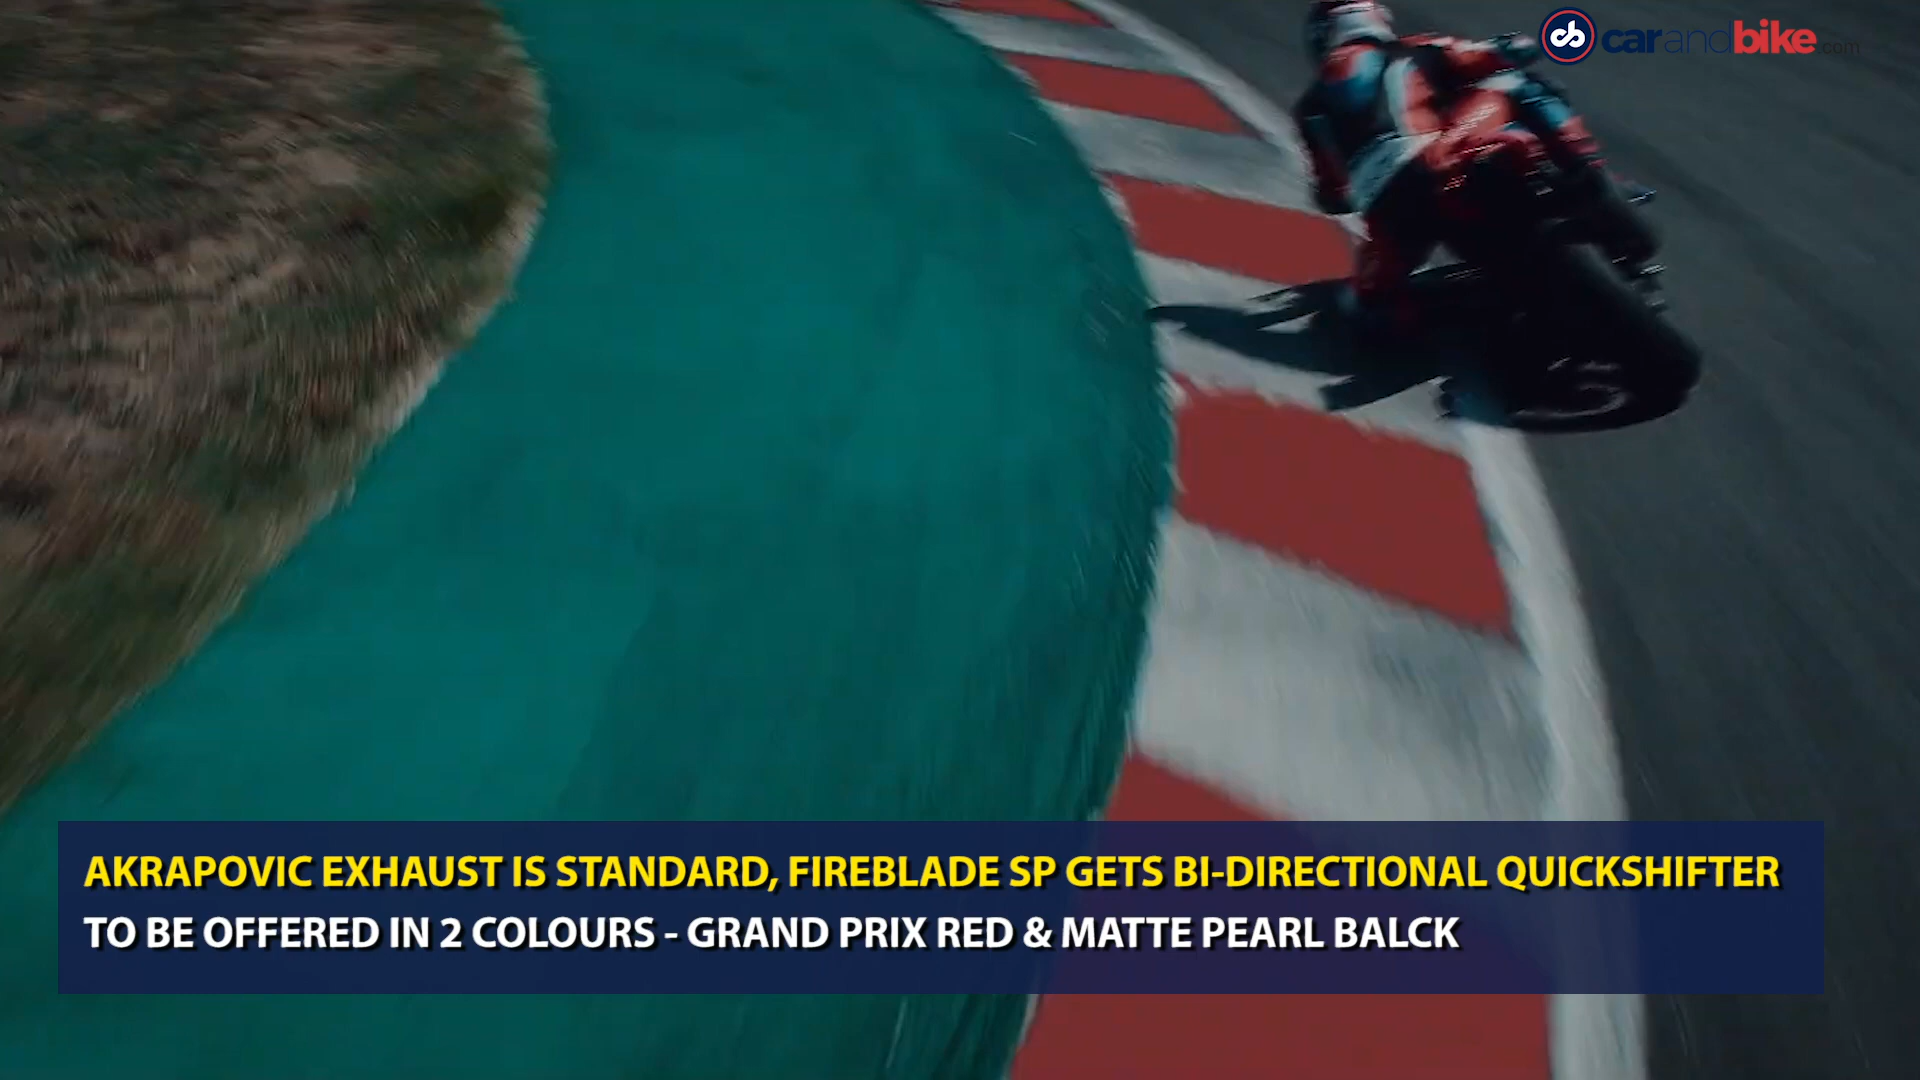 cb carandbike.com
AKRAPOVIC EXHAUST IS STANDARD, FIREBLADE SP GETS BI-DIRECTIONAL QUICKSHIFTER
TO BE OFFERED IN 2 COLOURS - GRAND PRIX RED & MATTE PEARL BALCK